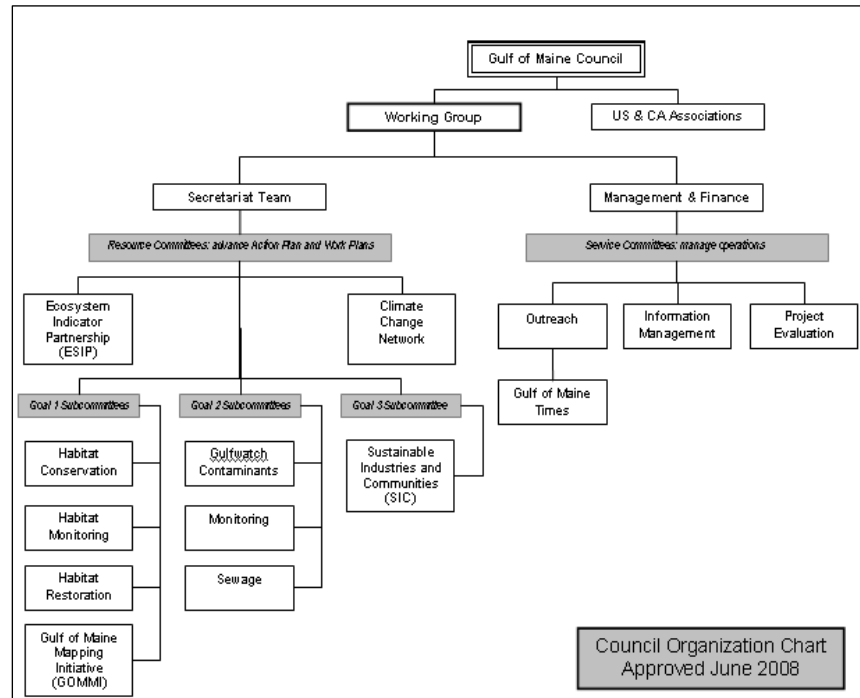 Gulf of Maine Council
Working Group
US & CA Associations
Secretariat Team
Management & Finance
Resource Committees: advance Action Plan and Work Plans
Service Committees: manage operations
Ecosystem
Indicator
Partnership
(ESIP)
Climate
Change
Network
Outreach
Information
Management
Project
Evaluation
Gulf of Maine
Times
Goal 1 Subcommittees
Goal 2 Subcommittees
Goal 3 Subcommittee
Habitat
Conservation
Habitat
Monitoring
Habitat
Restoration
Gulf of Maine
Mapping
Initiative
(GOMMI)
Gulfwatch
Contaminants
Monitoring
Sewage
Sustainable
Industries and
Communities
(SIC)
Council Organization Chart
Approved June 2008